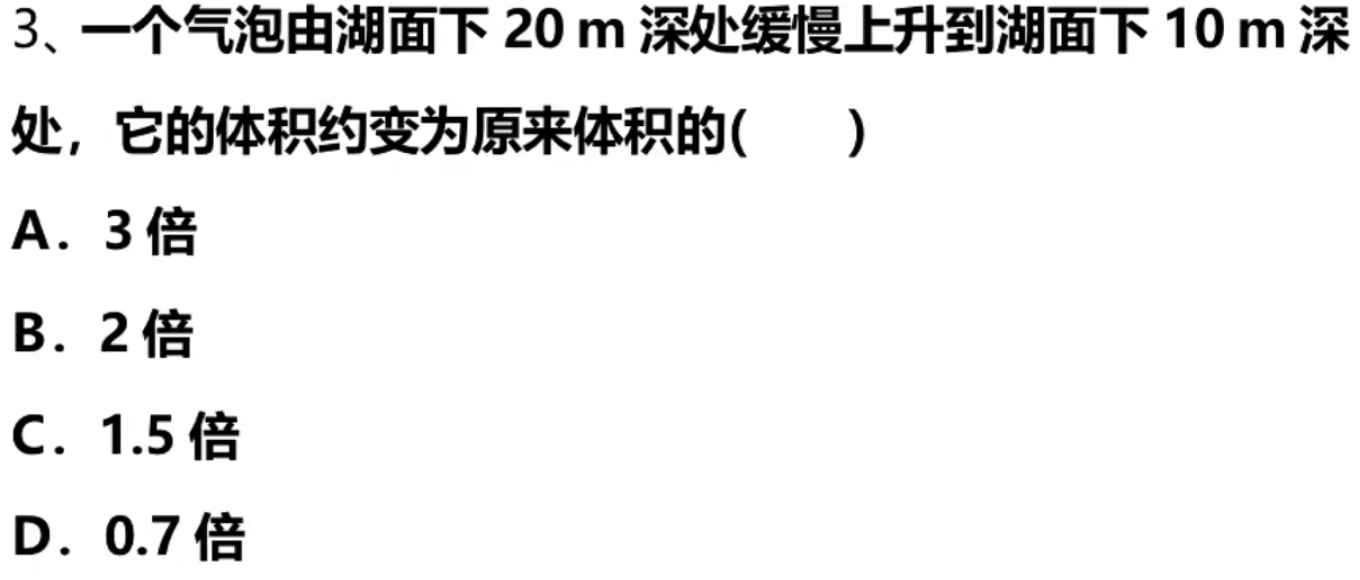 3、一个气泡由湖面下 20 m 深处缓慢上升到湖面下 10 m 深
处，它的体积约变为原来体积的(　　)
A．3 倍
B．2 倍
C．1.5 倍
D．0.7 倍